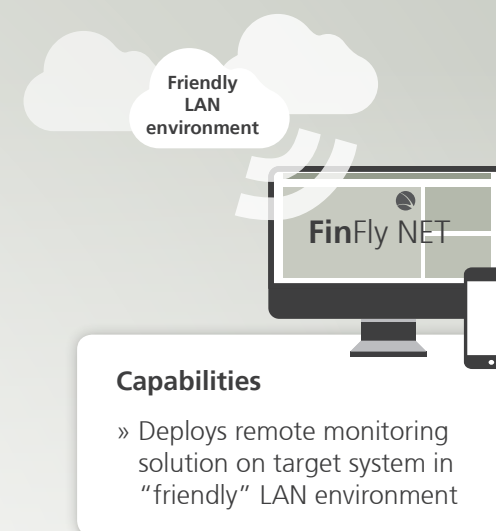 Friendly
LAN
environment
FinFly NET
Capabilities
» Deploys remote monitoring
solution on target system in
“friendly” LAN environment